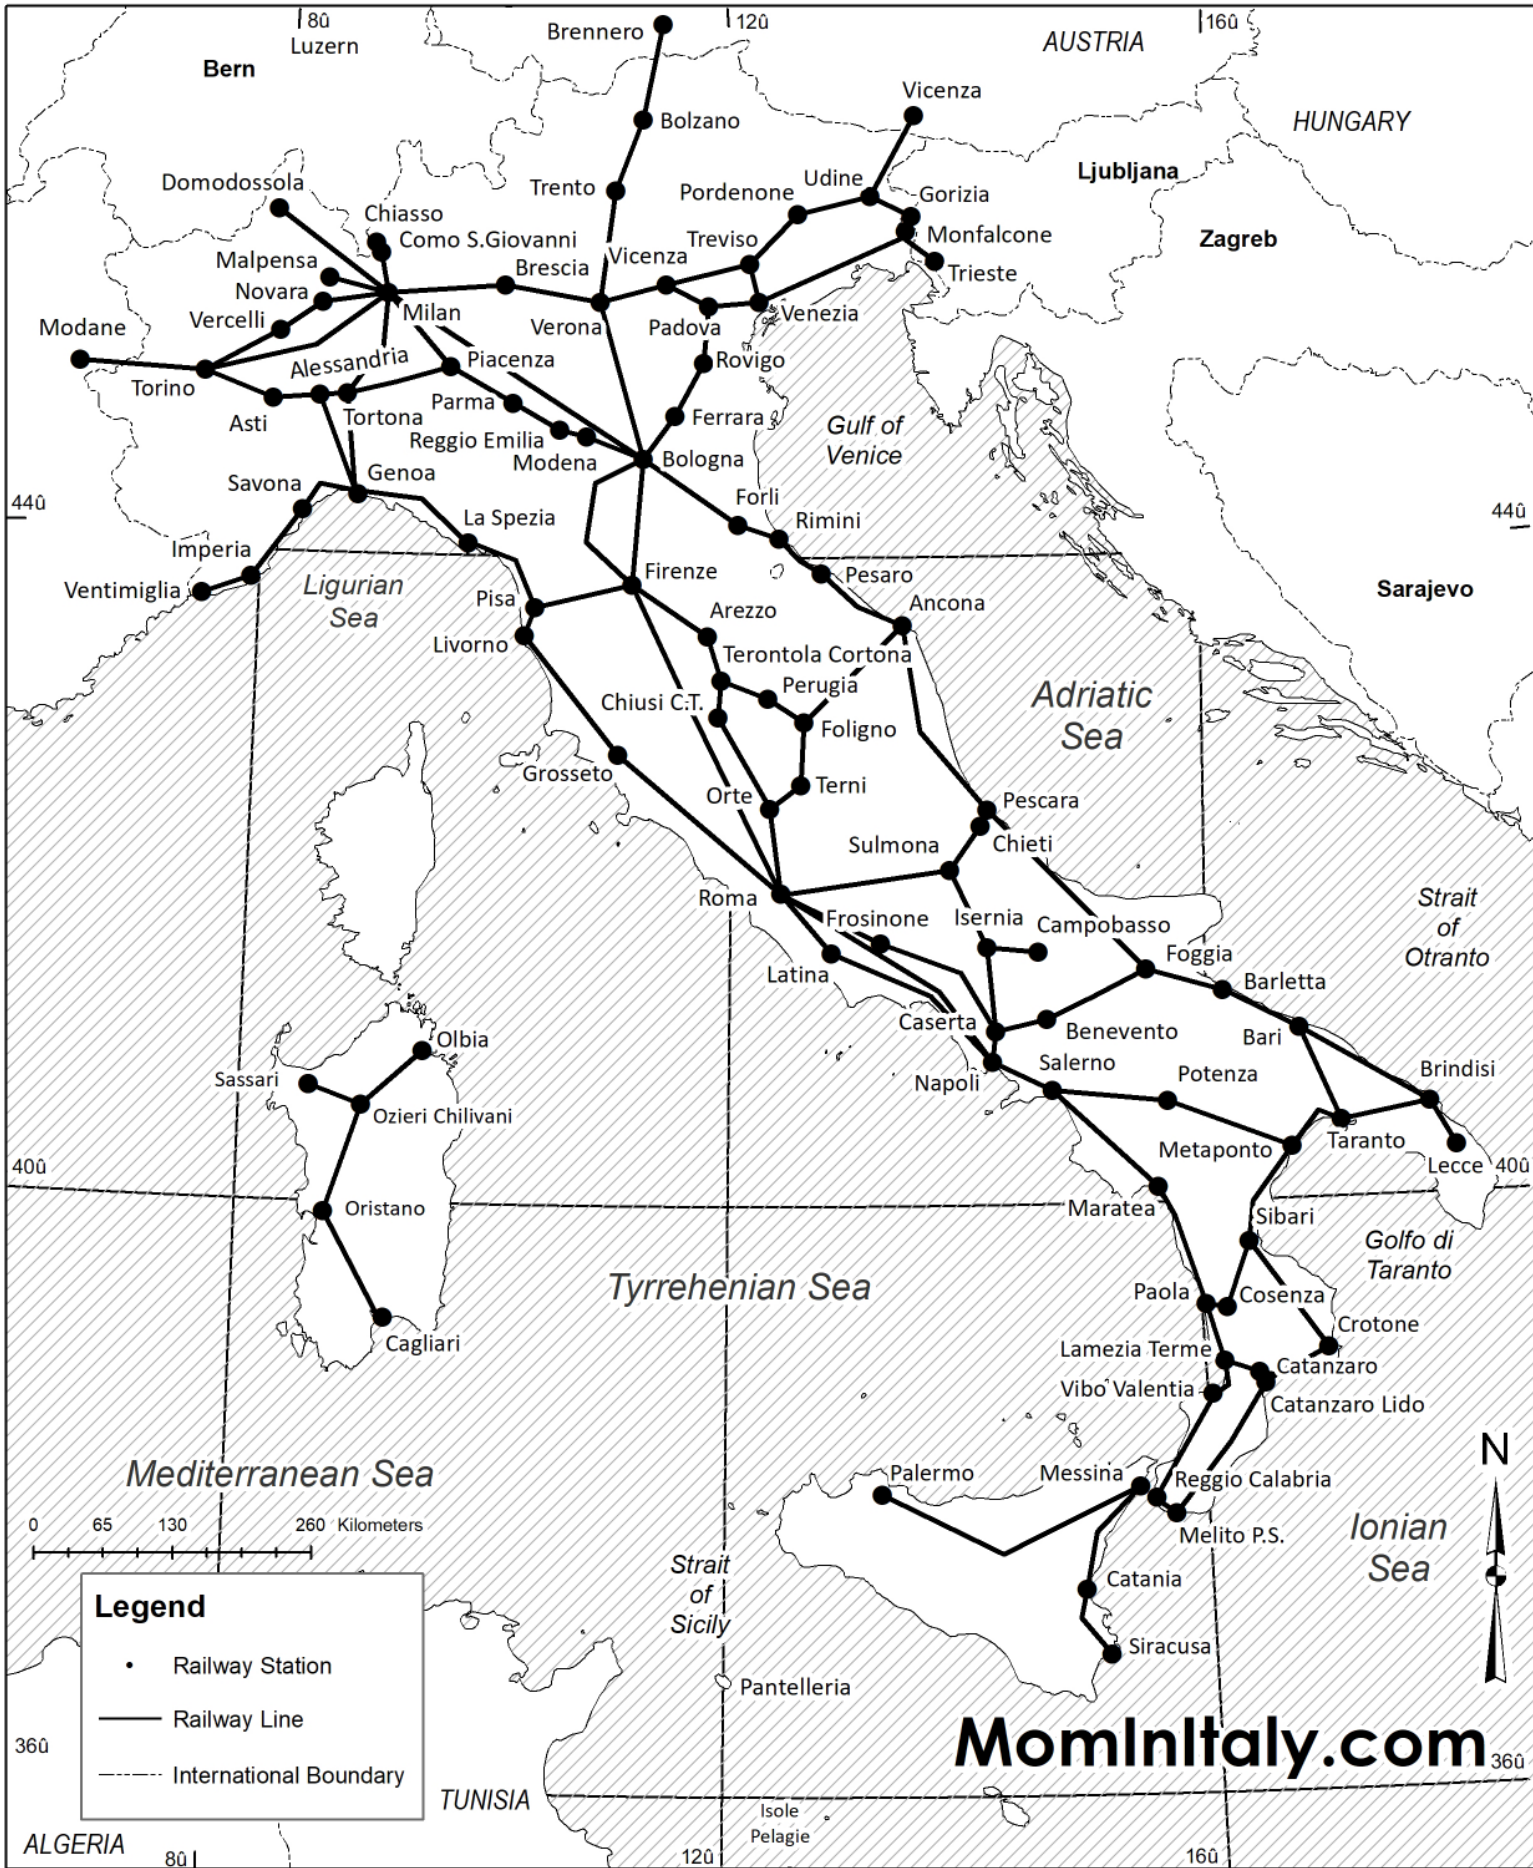 8û
12û
16û
Luzern
Brennero
AUSTRIA
Bern
Vicenza
HUNGARY
Bolzano
Ljubljana
Domodossola
Trento
Pordenone
Udine
Gorizia
Chiasso
Como S.Giovanni
Treviso
Monfalcone
Zagreb
Malpensa
Brescia
Vicenza
Trieste
Novara
Vercelli
Milan
Verona
Padova
Venezia
Modane
Alessandria
Piacenza
Rovigo
Torino
Parma
Asti
Tortona
Ferrara
Gulf of
Venice
Reggio Emilia
Modena
Bologna
Savona
Genoa
Forli
44û
La Spezia
Rimini
44û
Imperia
Firenze
Pesaro
Ventimiglia
Ligurian
Sea
Pisa
Arezzo
Ancona
Sarajevo
Livorno
Terontola Cortona
Perugia
Adriatic
Sea
Chiusi C.T.
Foligno
Grosseto
Orte
Terni
Pescara
Sulmona
Chieti
Roma
Frosinone
Isernia
Campobasso
Strait
of
Otranto
Latina
Foggia
Barletta
Caserta
Benevento
Bari
Olbia
Napoli
Salerno
Potenza
Brindisi
Sassari
Ozieri Chilivani
Metaponto
Taranto
Lecce
40û
40û
Oristano
Maratea
Sibari
Golfo di
Taranto
Tyrrehenian Sea
Paola
Cosenza
Cagliari
Crotone
Lamezia Terme
Catanzaro
Vibo Valentia
Catanzaro Lido
N
Mediterranean Sea
Palermo
Messina
Reggio Calabria
0 65 130 260 Kilometers
Melito P.S.
Ionian
Sea
Strait
of
Sicily
Catania
Legend
Siracusa
Railway Station
Pantelleria
Railway Line
MomInItaly.com
36û
36û
International Boundary
TUNISIA
Isole
Pelagie
ALGERIA
8û
12û
16û